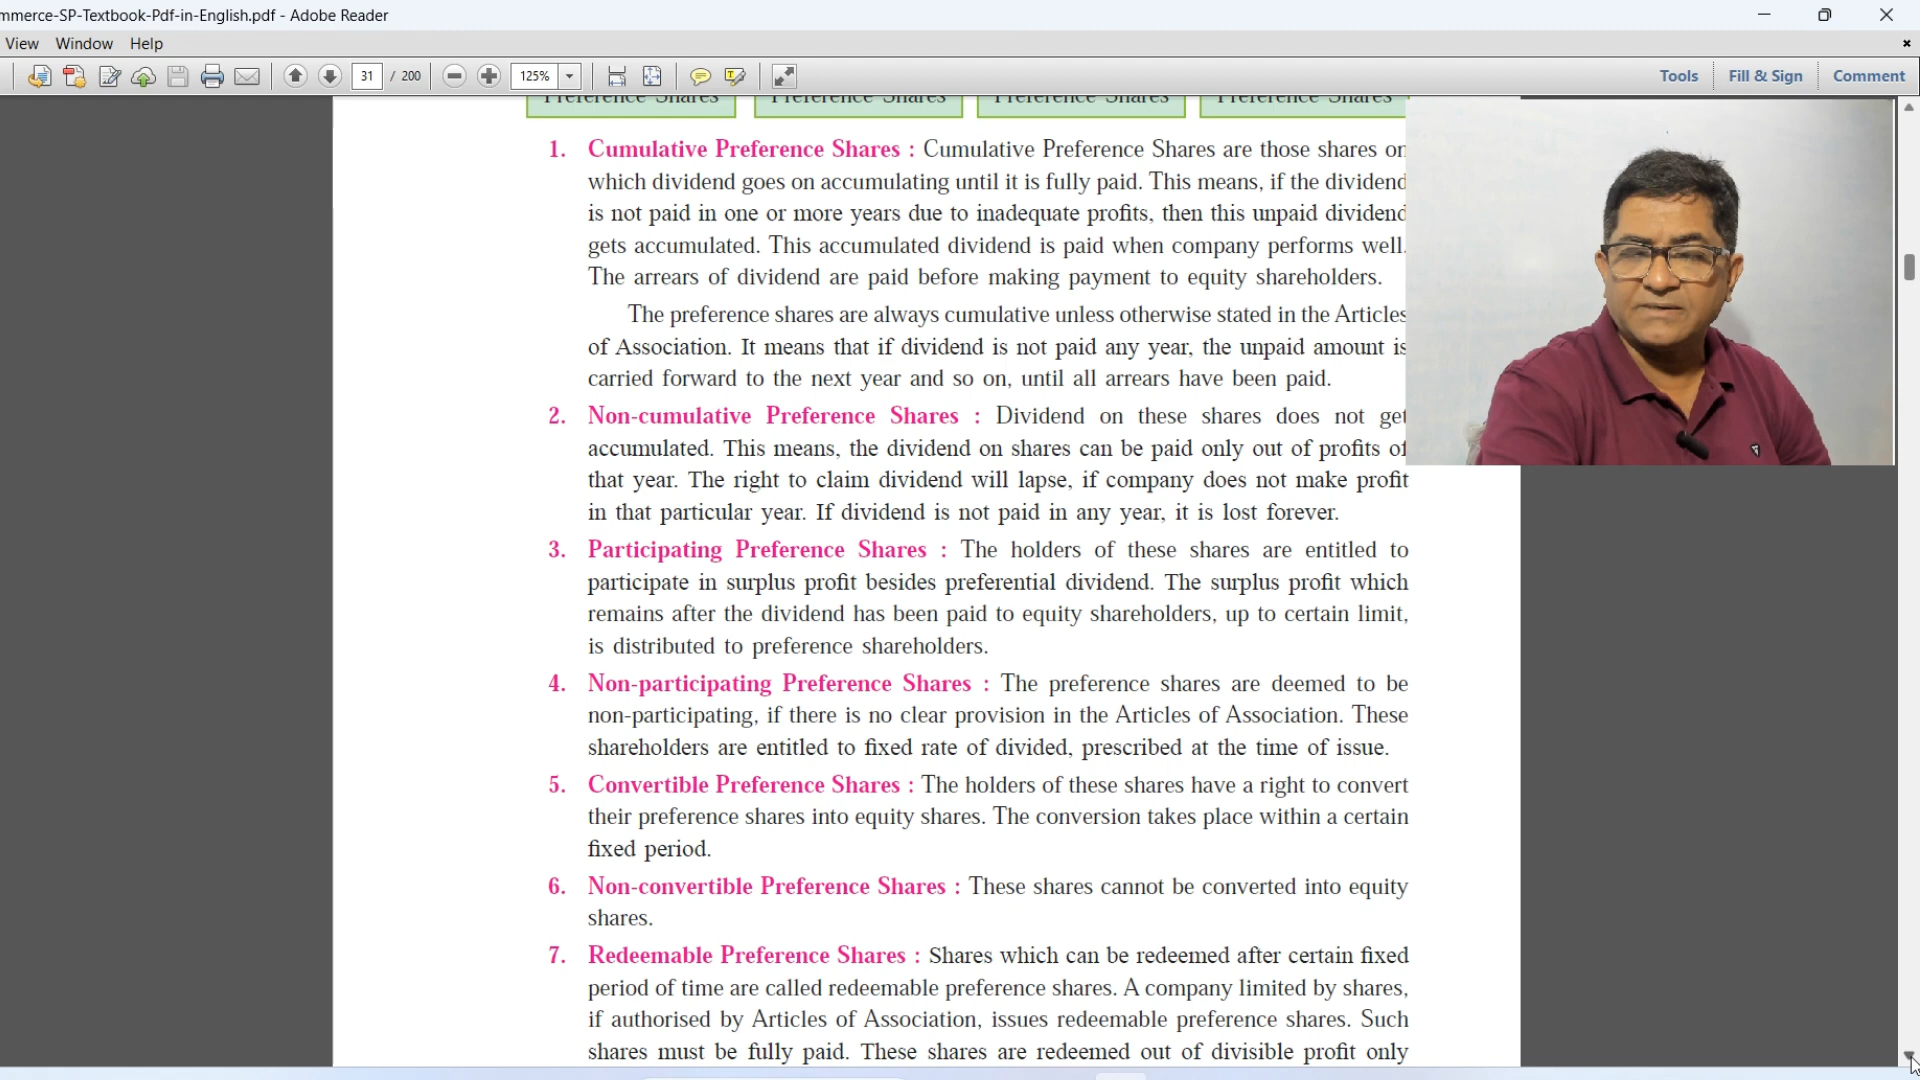 mmerce-SP-Textbook-Pdf-in-English.pdf - Adobe Reader
View Window Help
31 / 200 125% Tools Fill & Sign Comment
Preference Shares Preference Shares Preference Shares Preference Shares
1. Cumulative Preference Shares : Cumulative Preference Shares are those shares on
which dividend goes on accumulating until it is fully paid. This means, if the dividend
is not paid in one or more years due to inadequate profits, then this unpaid dividend
gets accumulated. This accumulated dividend is paid when company performs well.
The arrears of dividend are paid before making payment to equity shareholders.
The preference shares are always cumulative unless otherwise stated in the Articles
of Association. It means that if dividend is not paid any year, the unpaid amount is
carried forward to the next year and so on, until all arrears have been paid.
2. Non-cumulative Preference Shares : Dividend on these shares does not get
accumulated. This means, the dividend on shares can be paid only out of profits of
that year. The right to claim dividend will lapse, if company does not make profit
in that particular year. If dividend is not paid in any year, it is lost forever.
3. Participating Preference Shares : The holders of these shares are entitled to
participate in surplus profit besides preferential dividend. The surplus profit which
remains after the dividend has been paid to equity shareholders, up to certain limit,
is distributed to preference shareholders.
4. Non-participating Preference Shares : The preference shares are deemed to be
non-participating, if there is no clear provision in the Articles of Association. These
shareholders are entitled to fixed rate of divided, prescribed at the time of issue.
5. Convertible Preference Shares : The holders of these shares have a right to convert
their preference shares into equity shares. The conversion takes place within a certain
fixed period.
6. Non-convertible Preference Shares : These shares cannot be converted into equity
shares.
7. Redeemable Preference Shares : Shares which can be redeemed after certain fixed
period of time are called redeemable preference shares. A company limited by shares,
if authorised by Articles of Association, issues redeemable preference shares. Such
shares must be fully paid. These shares are redeemed out of divisible profit only